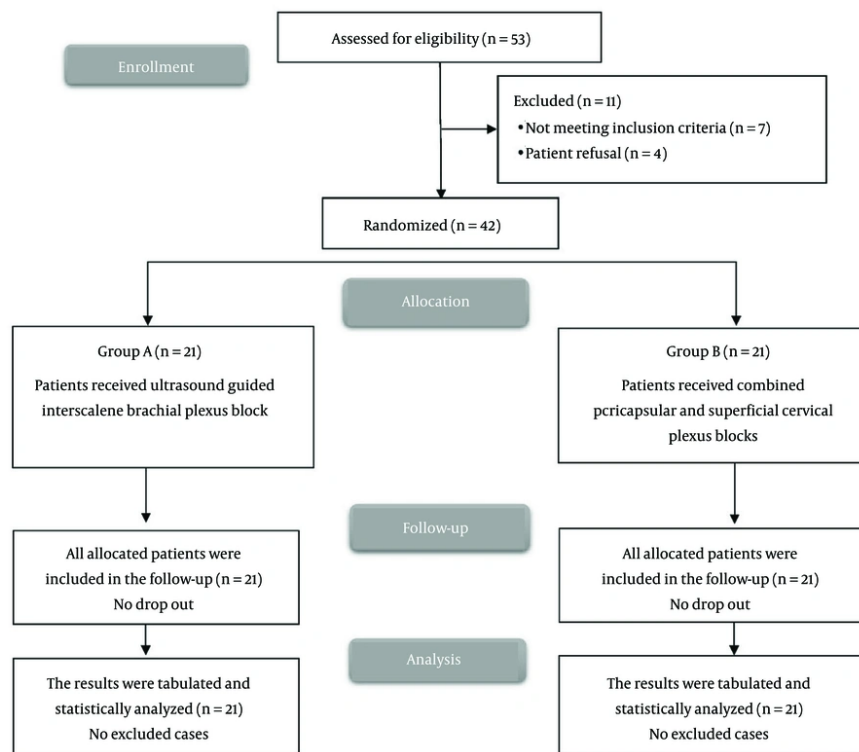 Assessed for eligibility (n = 53)
Enrollment
Excluded (n = 11)
• Not meeting inclusion criteria (n = 7)
• Patient refusal (n = 4)
Randomized (n = 42)
Allocation
Group A (n = 21)
Patients received ultrasound guided
interscalene brachial plexus block
Group B (n = 21)
Patients received combined
pcricapsular and superficial cervical
plexus blocks
Follow-up
All allocated patients were
included in the follow-up (n = 21)
No drop out
All allocated patients were
included in the follow-up (n = 21)
No drop out
Analysis
The results were tabulated and
statistically analyzed (n = 21)
No excluded cases
The results were tabulated and
statistically analyzed (n = 21)
No excluded cases